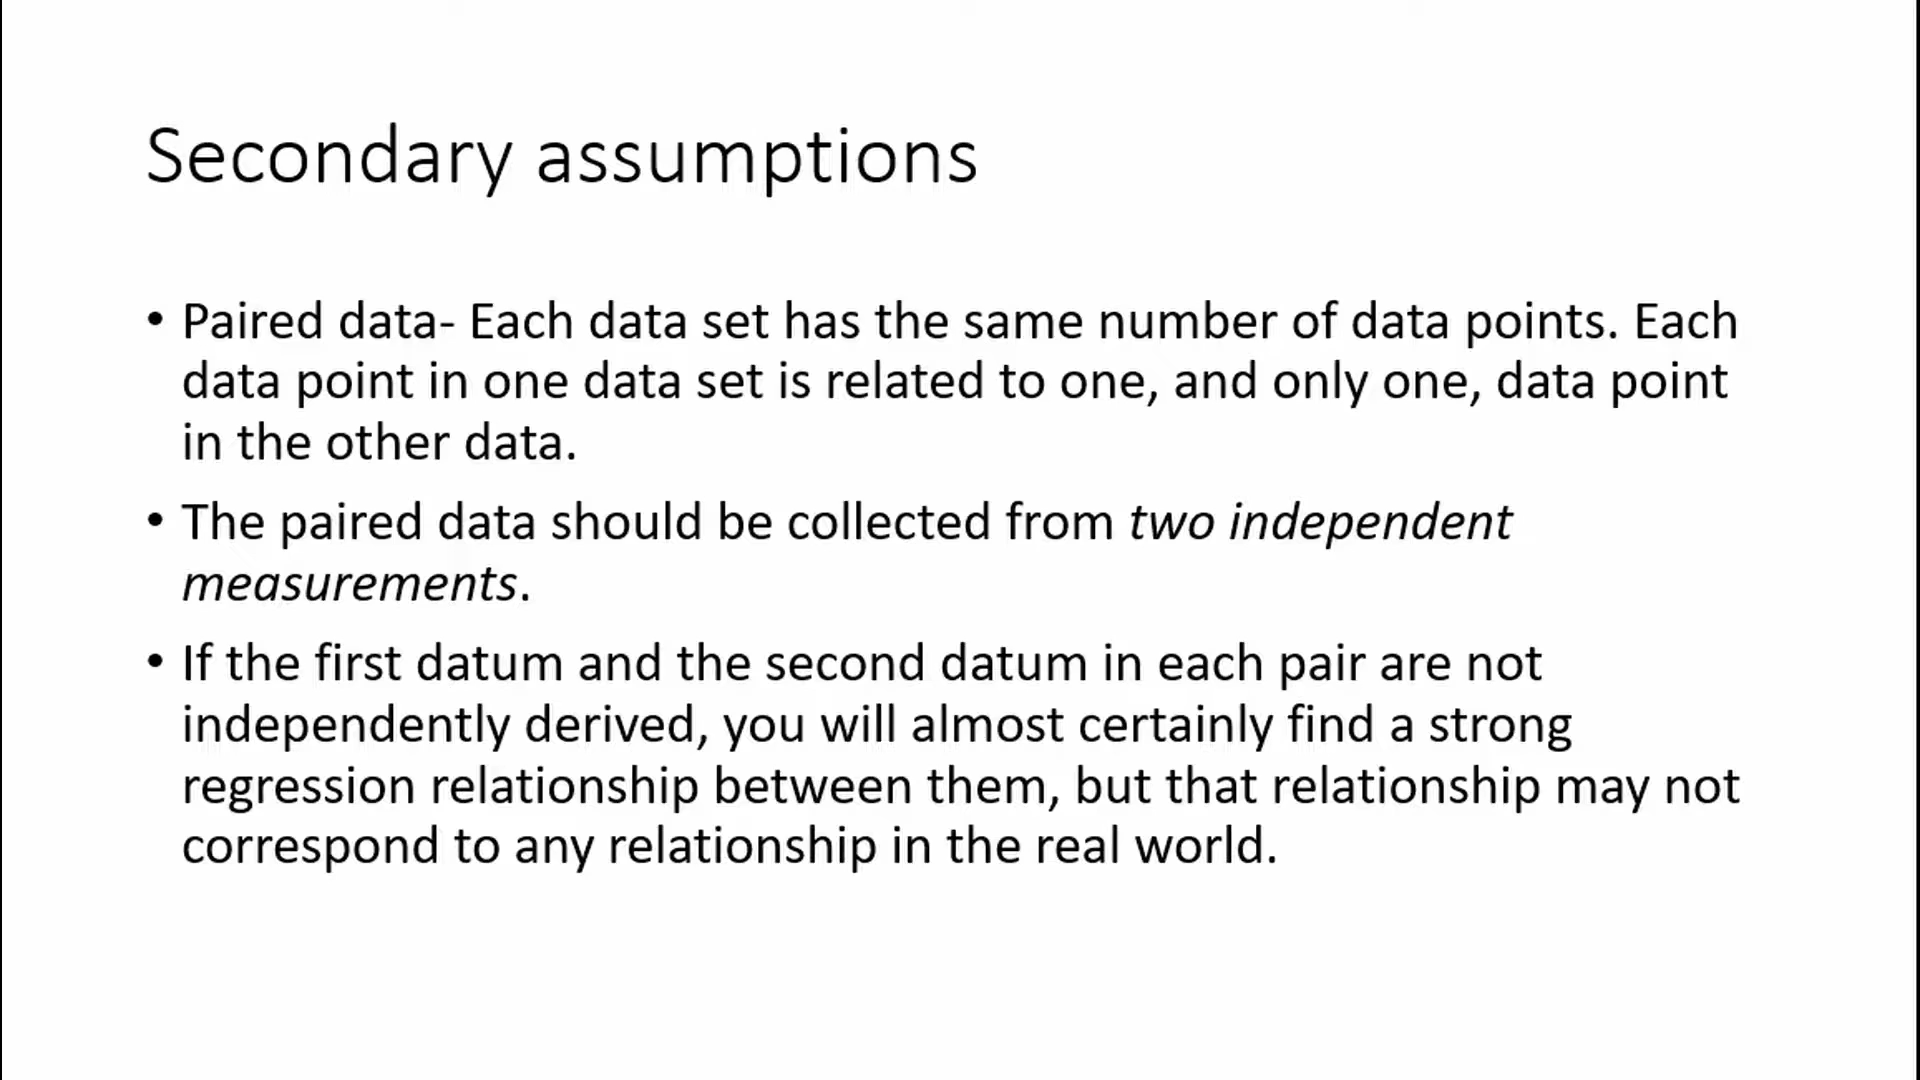 Secondary assumptions
• Paired data- Each data set has the same number of data points. Each
data point in one data set is related to one, and only one, data point
in the other data.
• The paired data should be collected from two independent
measurements.
• If the first datum and the second datum in each pair are not
independently derived, you will almost certainly find a strong
regression relationship between them, but that relationship may not
correspond to any relationship in the real world.